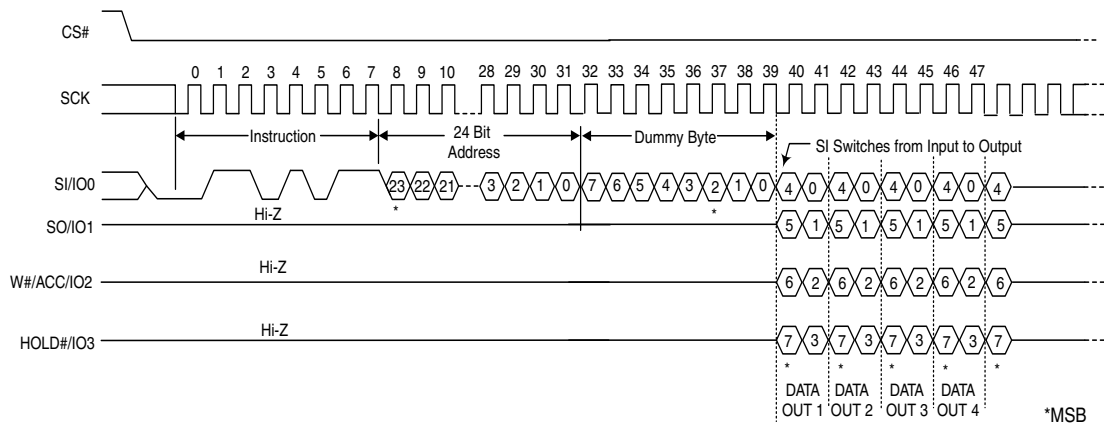 CS#
0 1 2 3 4 5 6 7 8 9 10 28 29 30 31 32 33 34 35 36 37 38 39 40 41 42 43 44 45 46 47
SCK
Instruction
24 Bit
Address
Dummy Byte
SI Switches from Input to Output
SI/IO0
23 22 21 3 2 1 0 7 6 5 4 3 2 1 0 4 0 4 0 4 0 4 0 4
* *
Hi-Z
SO/IO1
5 1 5 1 5 1 5 1 5
Hi-Z
W#/ACC/IO2
6 2 6 2 6 2 6 2 6
Hi-Z
HOLD#/IO3
7 3 7 3 7 3 7 3 7
* * * * *
DATA
OUT 1
DATA
OUT 2
DATA
OUT 3
DATA
OUT 4
*MSB